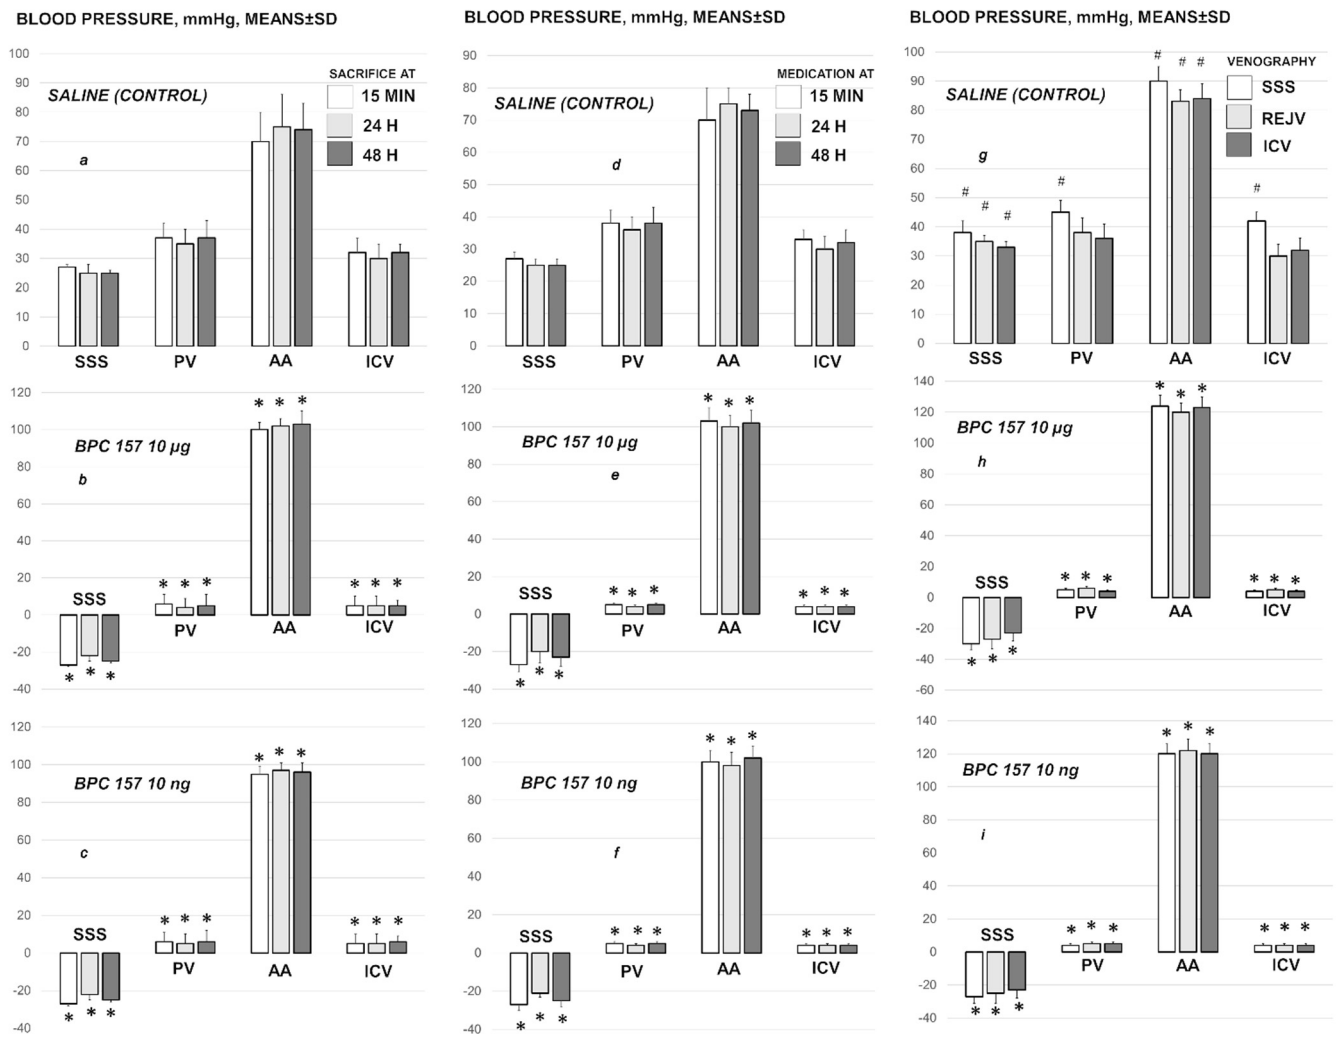 BLOOD PRESSURE, mmHg, MEANS±SD
100
90
80
70
60
50
40
30
20
10
0
SALINE (CONTROL)
a
SACRIFICE AT
15 MIN
24 H
48 H
SSS PV AA ICV
120
100
80
60
40
20
0
-20
-40
BPC 157 10 µg
b
* * *
SSS
* * *
* * *
* * *
PV AA ICV
120
100
80
60
40
20
0
-20
-40
BPC 157 10 ng
c
* * *
SSS
* * *
* * *
* * *
PV AA ICV
BLOOD PRESSURE, mmHg, MEANS±SD
90
80
70
60
50
40
30
20
10
0
SALINE (CONTROL)
d
MEDICATION AT
15 MIN
24 H
48 H
SSS PV AA ICV
120
100
80
60
40
20
0
-20
-40
BPC 157 10 µg
e
* * *
SSS
* * *
* * *
* * *
PV AA ICV
120
100
80
60
40
20
0
-20
-40
BPC 157 10 ng
f
* * *
SSS
* * *
* * *
* * *
PV AA ICV
BLOOD PRESSURE, mmHg, MEANS±SD
100
90
80
70
60
50
40
30
20
10
0
SALINE (CONTROL)
g
VENOGRAPHY
SSS
REJV
ICV
# # #
#
# # #
#
SSS PV AA ICV
140
120
100
80
60
40
20
0
-20
-40
-60
BPC 157 10 µg
h
* * *
SSS
* * *
* * *
* * *
PV AA ICV
140
120
100
80
60
40
20
0
-20
-40
BPC 157 10 ng
i
* * *
SSS
* * *
* * *
* * *
PV AA ICV